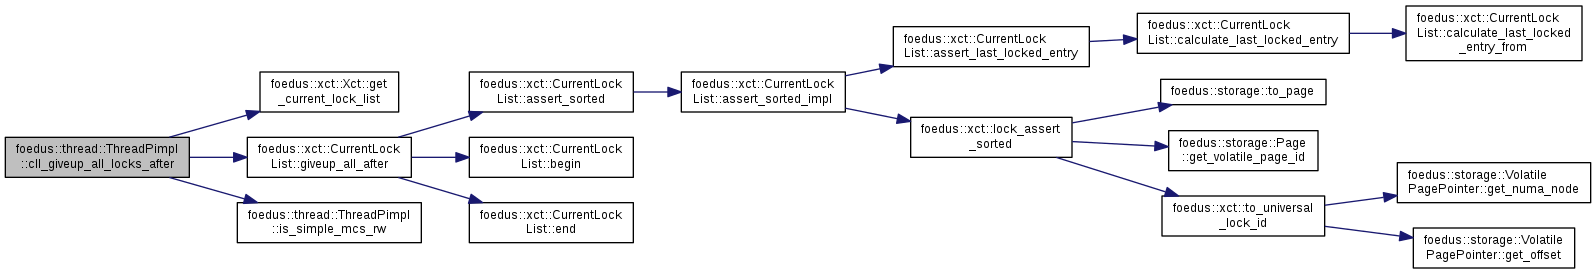 foedus::thread::ThreadPimpl
::cll_giveup_all_locks_after
foedus::xct::Xct::get
_current_lock_list
foedus::xct::CurrentLock
List::giveup_all_after
foedus::thread::ThreadPimpl
::is_simple_mcs_rw
foedus::xct::CurrentLock
List::assert_sorted
foedus::xct::CurrentLock
List::begin
foedus::xct::CurrentLock
List::end
foedus::xct::CurrentLock
List::assert_sorted_impl
foedus::xct::CurrentLock
List::assert_last_locked_entry
foedus::xct::lock_assert
_sorted
foedus::xct::CurrentLock
List::calculate_last_locked_entry
foedus::storage::to_page
foedus::storage::Page
::get_volatile_page_id
foedus::xct::to_universal
_lock_id
foedus::xct::CurrentLock
List::calculate_last_locked
_entry_from
foedus::storage::Volatile
PagePointer::get_numa_node
foedus::storage::Volatile
PagePointer::get_offset